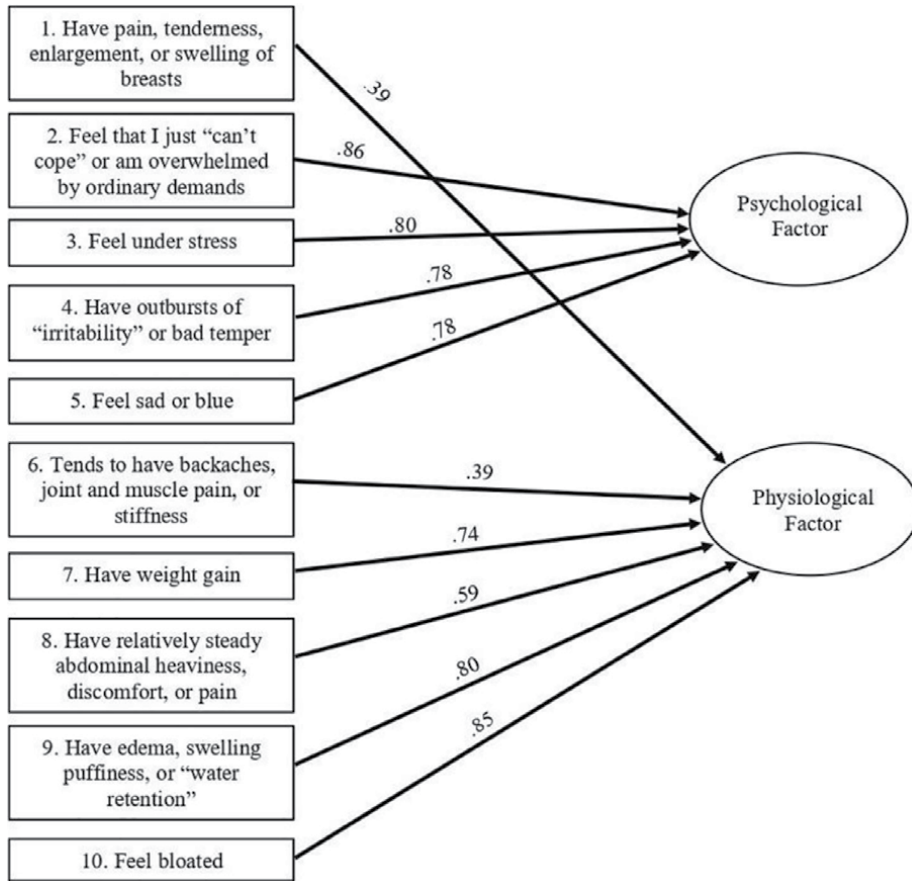 1. Have pain, tenderness,
enlargement, or swelling of
breasts
.39
2. Feel that I just “can’t
cope” or am overwhelmed
by ordinary demands
.86
3. Feel under stress
.80
4. Have outbursts of
“irritability” or bad temper
.78
5. Feel sad or blue
.78
Psychological
Factor
6. Tends to have backaches,
joint and muscle pain, or
stiffness
.39
7. Have weight gain
.74
8. Have relatively steady
abdominal heaviness,
discomfort, or pain
.59
9. Have edema, swelling
puffiness, or “water
retention”
.80
10. Feel bloated
.85
Physiological
Factor